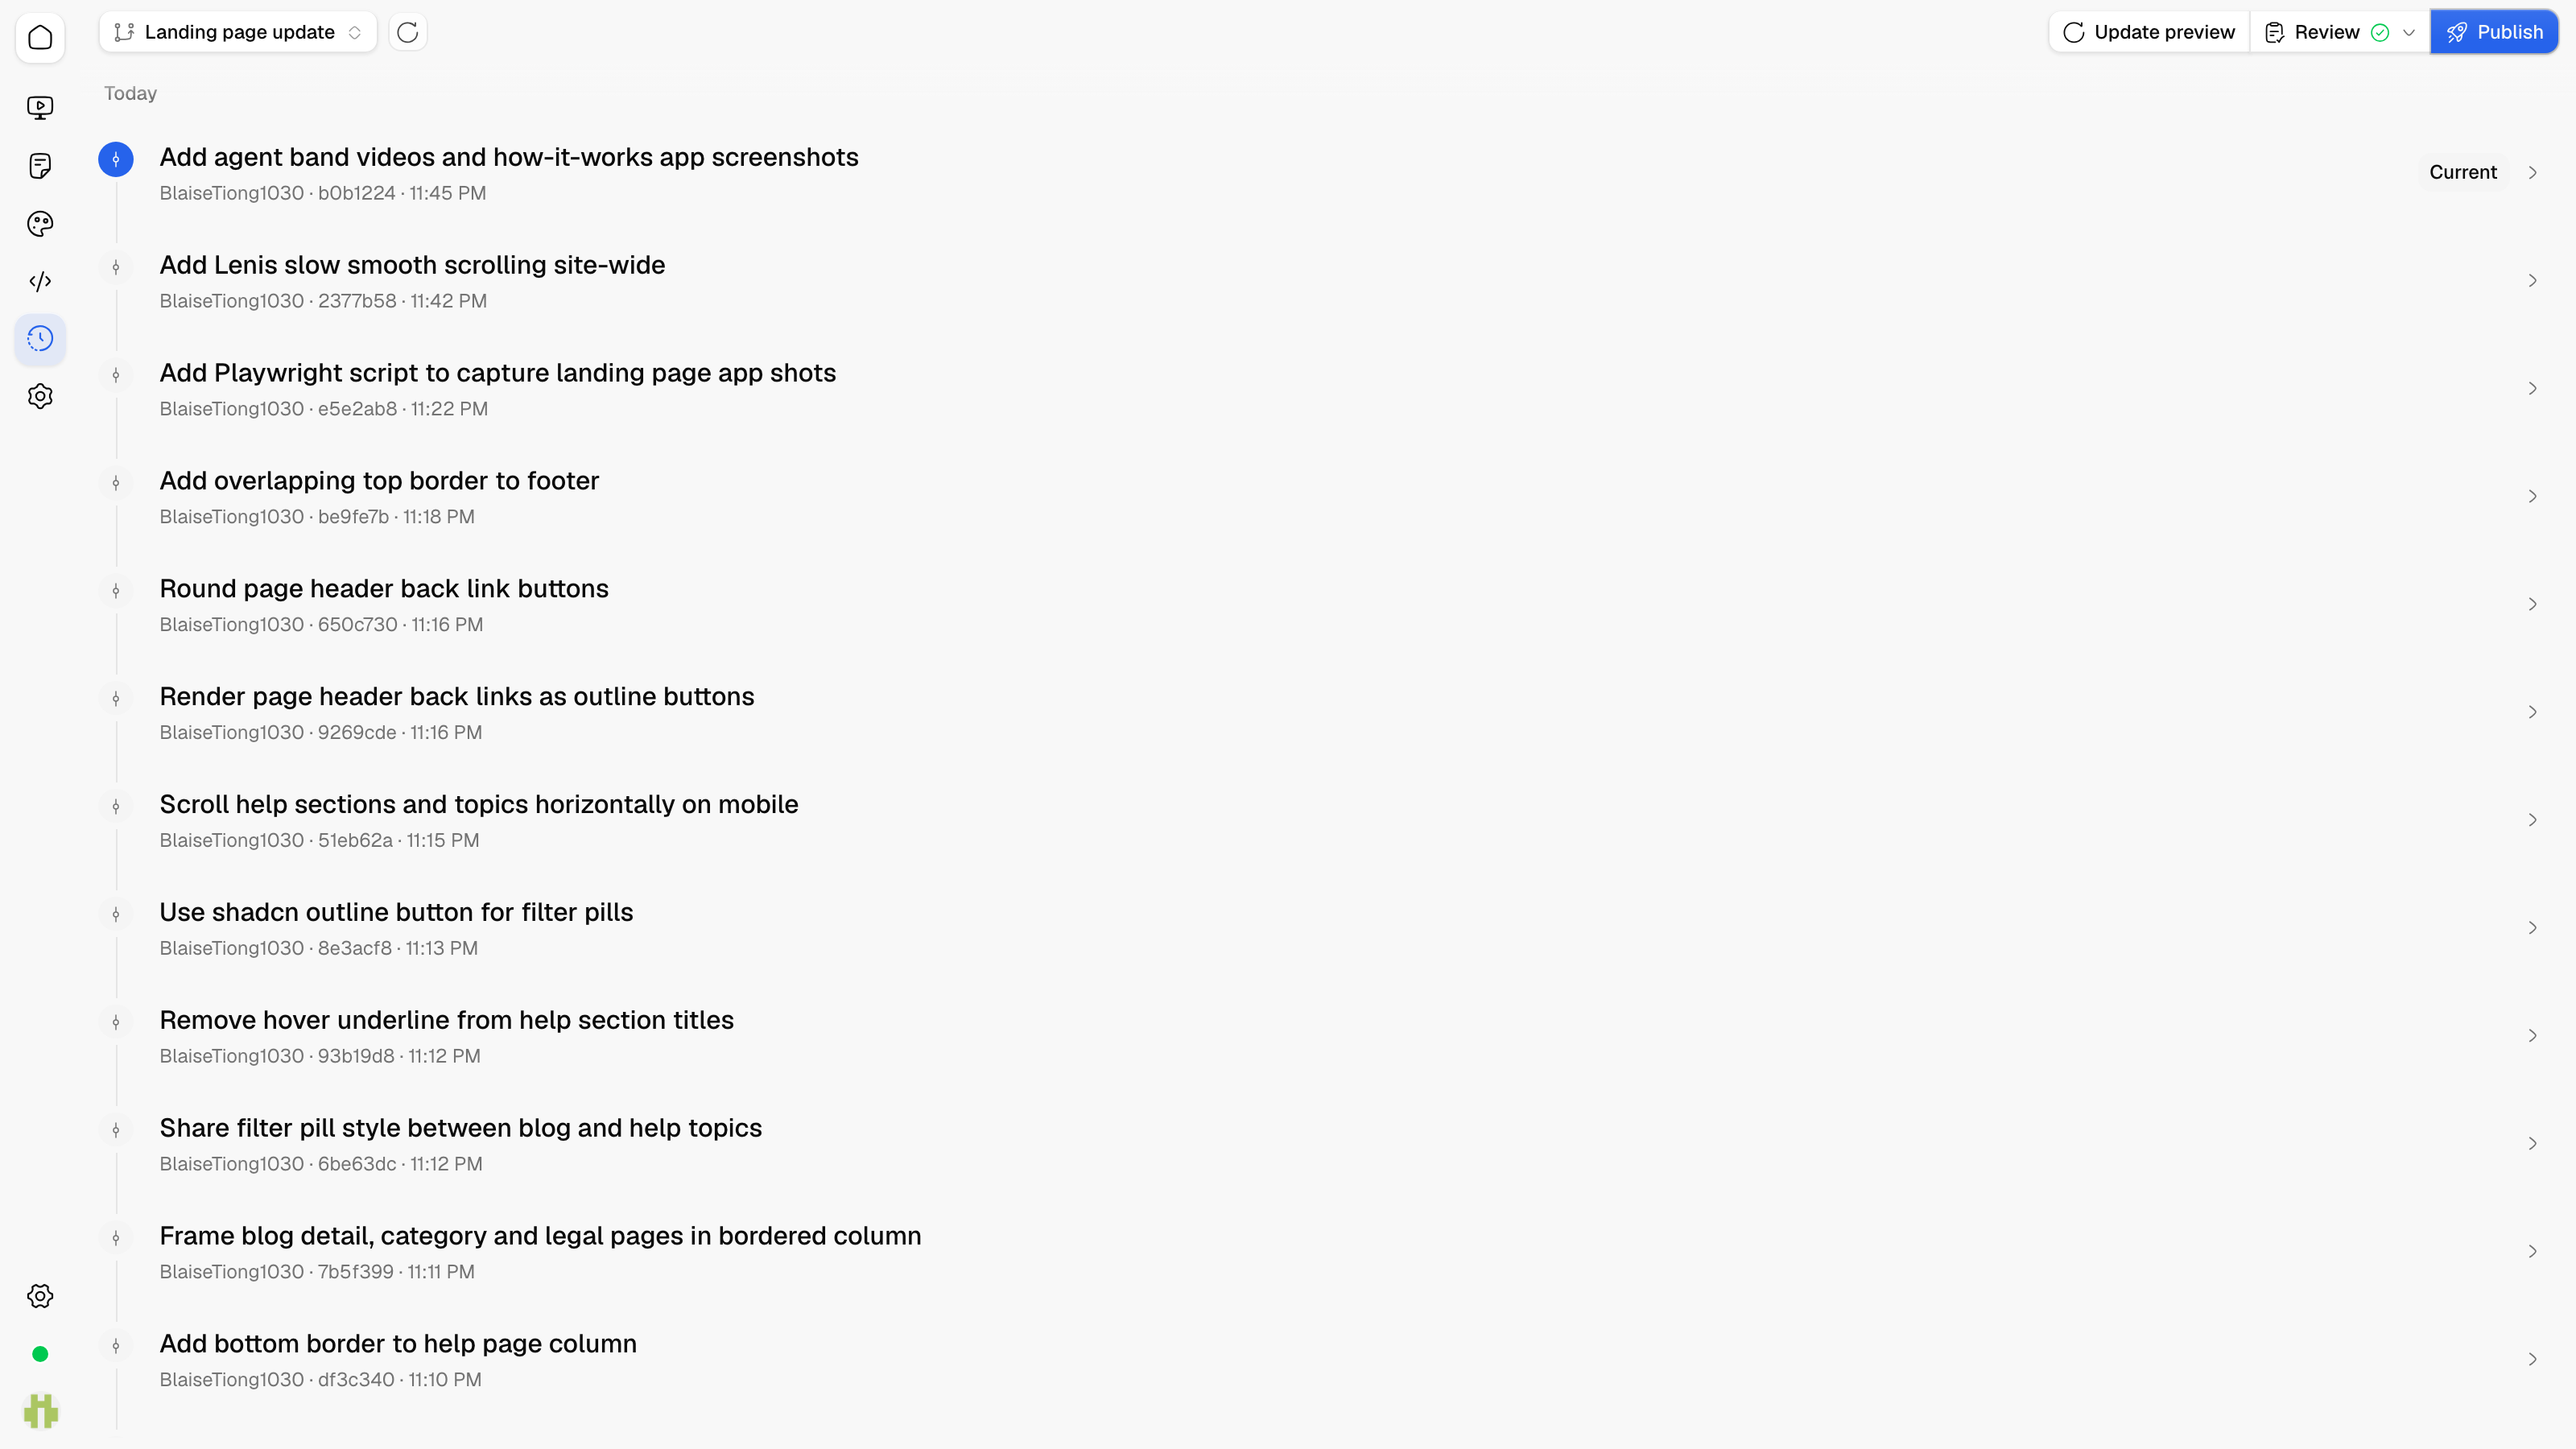 Landing page update
Update preview
Review
Publish
Today
Add agent band videos and how-it-works app screenshots
BlaiseTiong1030 · b0b1224 · 11:45 PM
Current
Add Lenis slow smooth scrolling site-wide
BlaiseTiong1030 · 2377b58 · 11:42 PM
Add Playwright script to capture landing page app shots
BlaiseTiong1030 · e5e2ab8 · 11:22 PM
Add overlapping top border to footer
BlaiseTiong1030 · be9fe7b · 11:18 PM
Round page header back link buttons
BlaiseTiong1030 · 650c730 · 11:16 PM
Render page header back links as outline buttons
BlaiseTiong1030 · 9269cde · 11:16 PM
Scroll help sections and topics horizontally on mobile
BlaiseTiong1030 · 51eb62a · 11:15 PM
Use shadcn outline button for filter pills
BlaiseTiong1030 · 8e3acf8 · 11:13 PM
Remove hover underline from help section titles
BlaiseTiong1030 · 93b19d8 · 11:12 PM
Share filter pill style between blog and help topics
BlaiseTiong1030 · 6be63dc · 11:12 PM
Frame blog detail, category and legal pages in bordered column
BlaiseTiong1030 · 7b5f399 · 11:11 PM
Add bottom border to help page column
BlaiseTiong1030 · df3c340 · 11:10 PM